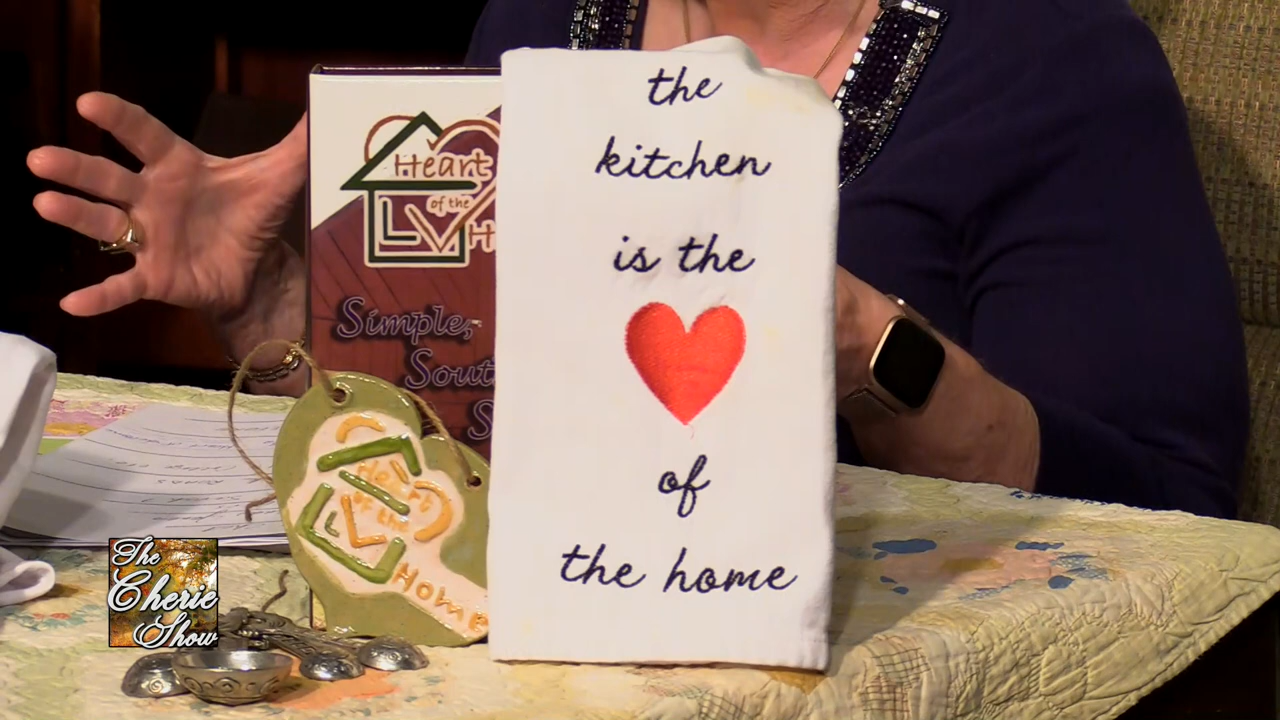 the
kitchen
is the
of
the home
Heart
of the
H
Simple,
Sout
S
Heart
of the
Home
The
Cherie
Show